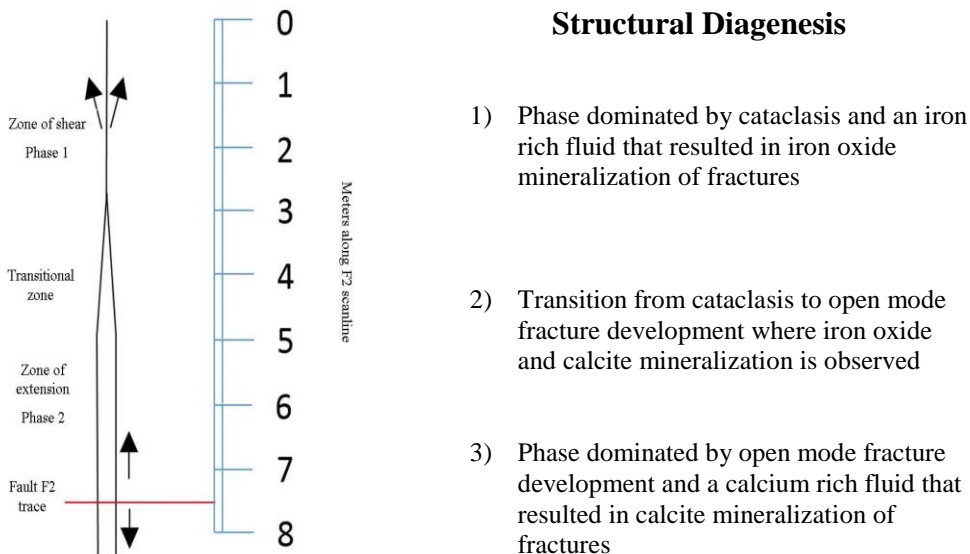 Structural Diagenesis
Zone of shear
Phase 1
Transitional
zone
Zone of
extension
Phase 2
Fault F2
trace
0
1
2
3
4
5
6
7
8
Meters along F2 scanline
1) Phase dominated by cataclasis and an iron
rich fluid that resulted in iron oxide
mineralization of fractures
2) Transition from cataclasis to open mode
fracture development where iron oxide
and calcite mineralization is observed
3) Phase dominated by open mode fracture
development and a calcium rich fluid that
resulted in calcite mineralization of
fractures